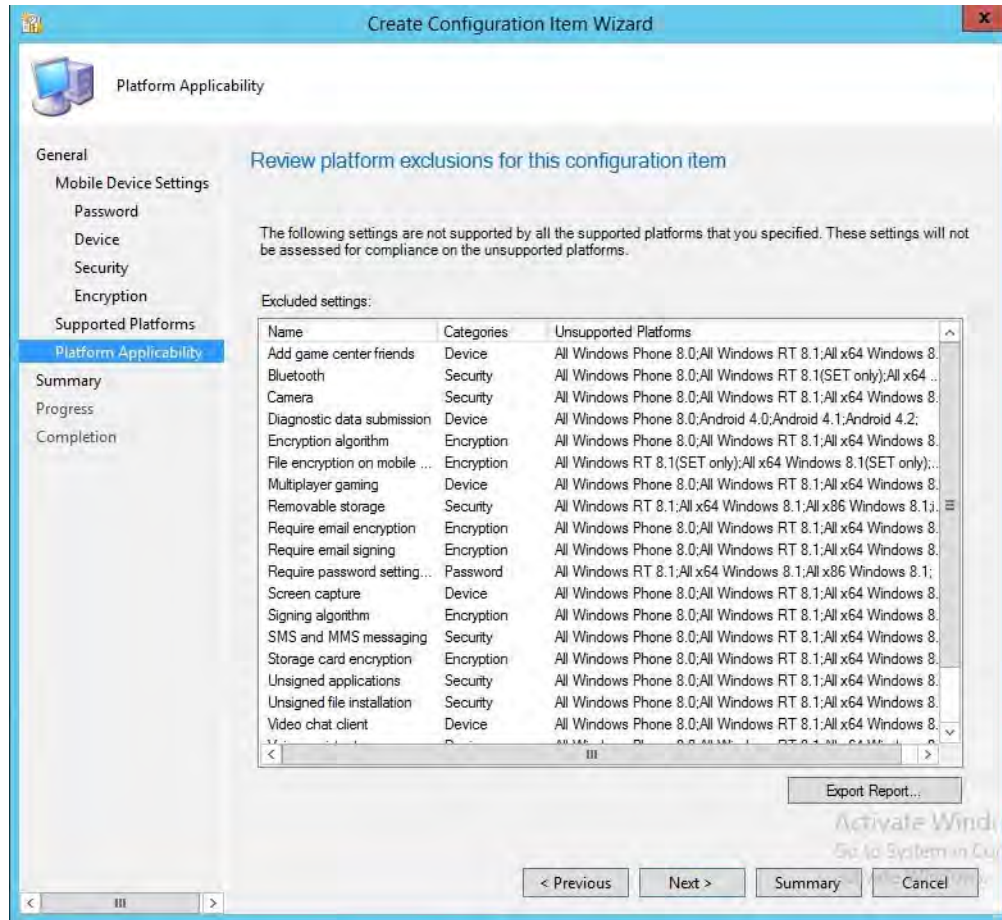 Create Configuration Item Wizard
x
Platform Applicability
General
Mobile Device Settings
Password
Device
Security
Encryption
Supported Platforms
Platform Applicability
Summary
Progress
Completion
Review platform exclusions for this configuration item
The following settings are not supported by all the supported platforms that you specified. These settings will not
be assessed for compliance on the unsupported platforms.
Excluded settings:
Name Categories Unsupported Platforms
Add game center friends Device All Windows Phone 8.0;All Windows RT 8.1;All x64 Windows 8.
Bluetooth Security All Windows Phone 8.0;All Windows RT 8.1(SET only);All x64 ..
Camera Security All Windows Phone 8.0;All Windows RT 8.1;All x64 Windows 8.
Diagnostic data submission Device All Windows Phone 8.0;Android 4.0;Android 4.1;Android 4.2;
Encryption algorithm Encryption All Windows Phone 8.0;All Windows RT 8.1;All x64 Windows 8.
File encryption on mobile ... Encryption All Windows RT 8.1(SET only);All x64 Windows 8.1(SET only);..
Multiplayer gaming Device All Windows Phone 8.0;All Windows RT 8.1;All x64 Windows 8.
Removable storage Security All Windows RT 8.1;All x64 Windows 8.1;All x86 Windows 8.1;i.
Require email encryption Encryption All Windows Phone 8.0;All Windows RT 8.1;All x64 Windows 8.
Require email signing Encryption All Windows Phone 8.0;All Windows RT 8.1;All x64 Windows 8.
Require password setting... Password All Windows RT 8.1;All x64 Windows 8.1;All x86 Windows 8.1;
Screen capture Device All Windows Phone 8.0;All Windows RT 8.1;All x64 Windows 8.
Signing algorithm Encryption All Windows Phone 8.0;All Windows RT 8.1;All x64 Windows 8.
SMS and MMS messaging Security All Windows Phone 8.0;All Windows RT 8.1;All x64 Windows 8.
Storage card encryption Encryption All Windows Phone 8.0;All Windows RT 8.1;All x64 Windows 8.
Unsigned applications Security All Windows Phone 8.0;All Windows RT 8.1;All x64 Windows 8.
Unsigned file installation Security All Windows Phone 8.0;All Windows RT 8.1;All x64 Windows 8.
Video chat client Device All Windows Phone 8.0;All Windows RT 8.1;All x64 Windows 8.
Export Report...
Activate Wind
Go to System in
< Previous Next > Summary Cancel